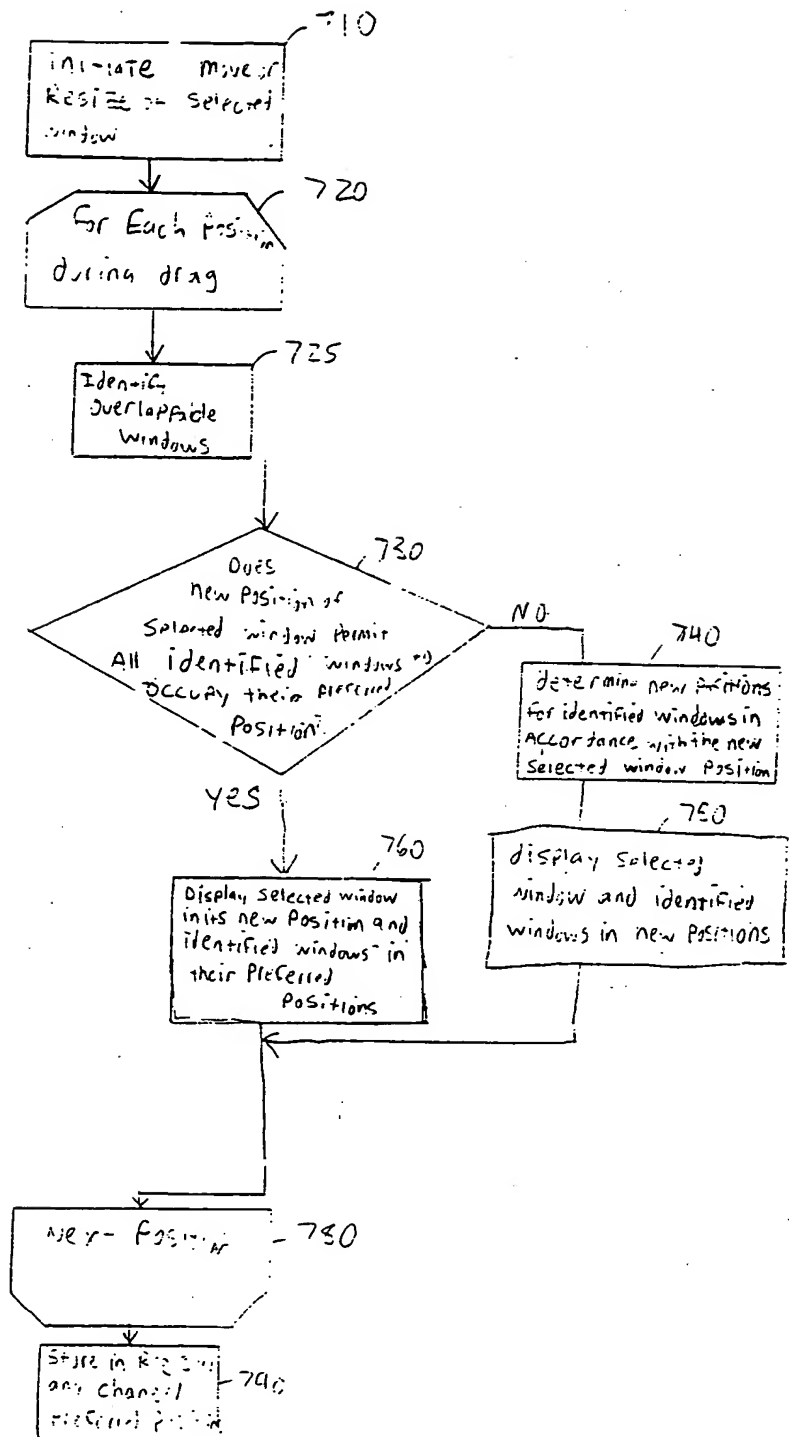 710
initiate move or
Resize of selected
window
720
for Each Position
during drag
725
Identify
overlappable
windows
730
Does
new Position of
Selected window Permit
All identified windows to
occupy their preferred
Position?
NO
YES
740
determine new Positions
for identified windows in
Accordance with the new
Selected window Position
750
display selected
window and identified
windows in new Positions
760
Display selected window
in its new Position and
identified windows in
their Preferred
Positions
Next Position
780
Store in
any changed
preferred
790